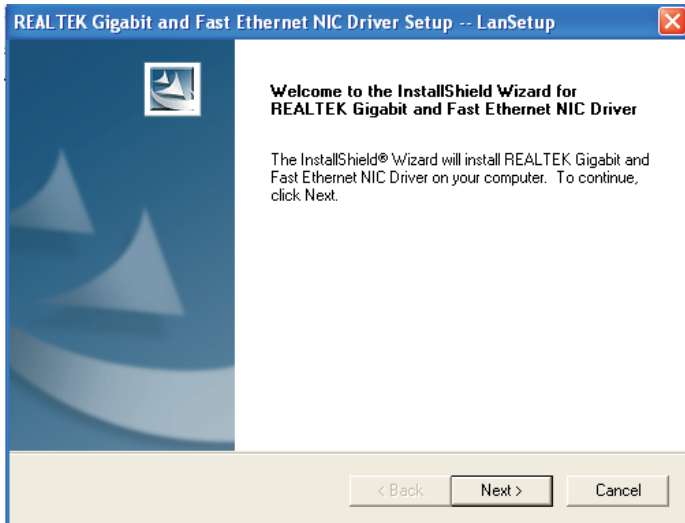 REALTEK Gigabit and Fast Ethernet NIC Driver Setup -- LanSetup
Welcome to the InstallShield Wizard for
REALTEK Gigabit and Fast Ethernet NIC Driver
The InstallShield® Wizard will install REALTEK Gigabit and
Fast Ethernet NIC Driver on your computer. To continue,
click Next.
< Back Next > Cancel